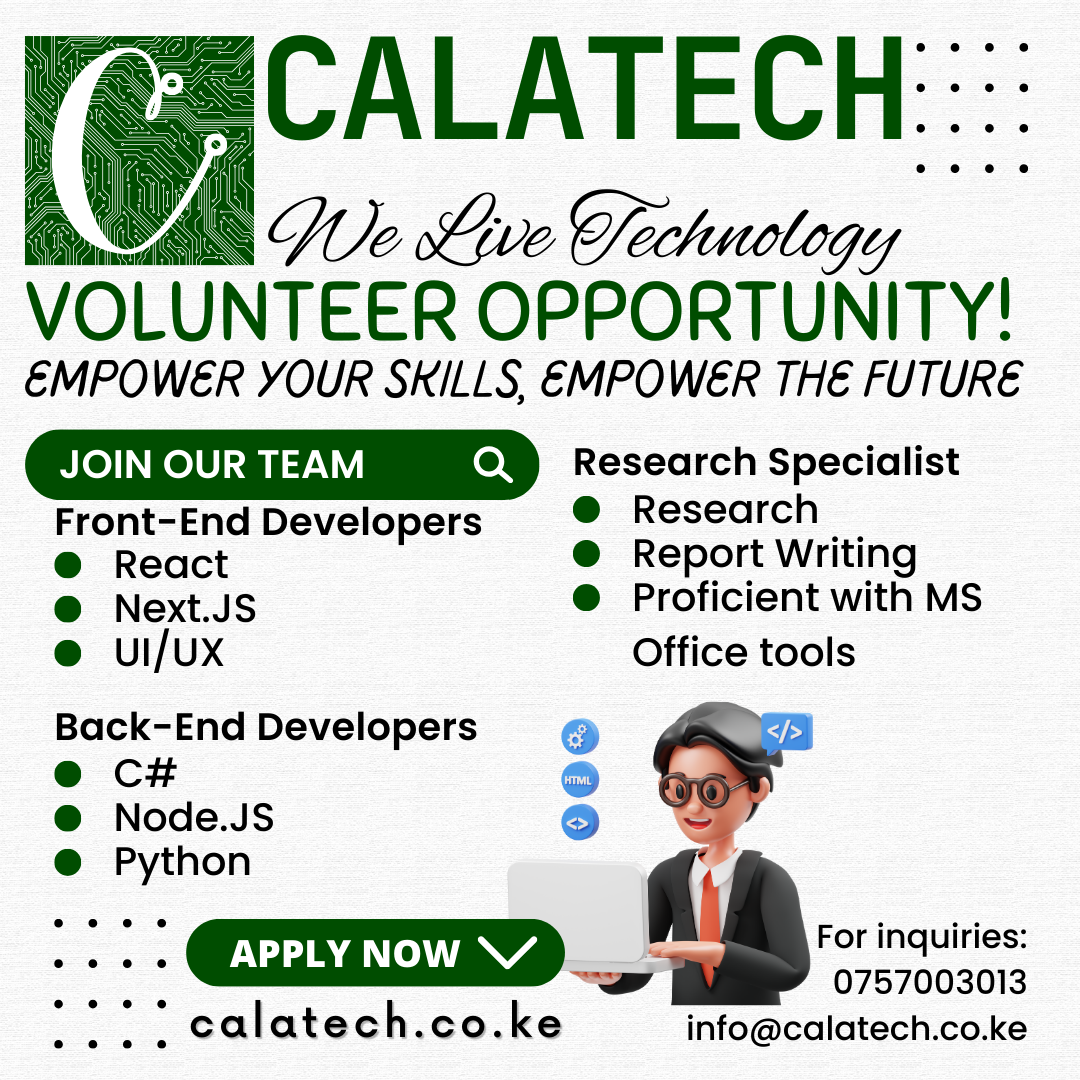 CALATECH
We Live Technology
VOLUNTEER OPPORTUNITY!
EMPOWER YOUR SKILLS, EMPOWER THE FUTURE
JOIN OUR TEAM
Front-End Developers
React
Next.JS
UI/UX
Back-End Developers
C#
Node.JS
Python
Research Specialist
Research
Report Writing
Proficient with MS
Office tools
HTML
</>
<>
APPLY NOW
calatech.co.ke
For inquiries:
0757003013
info@calatech.co.ke